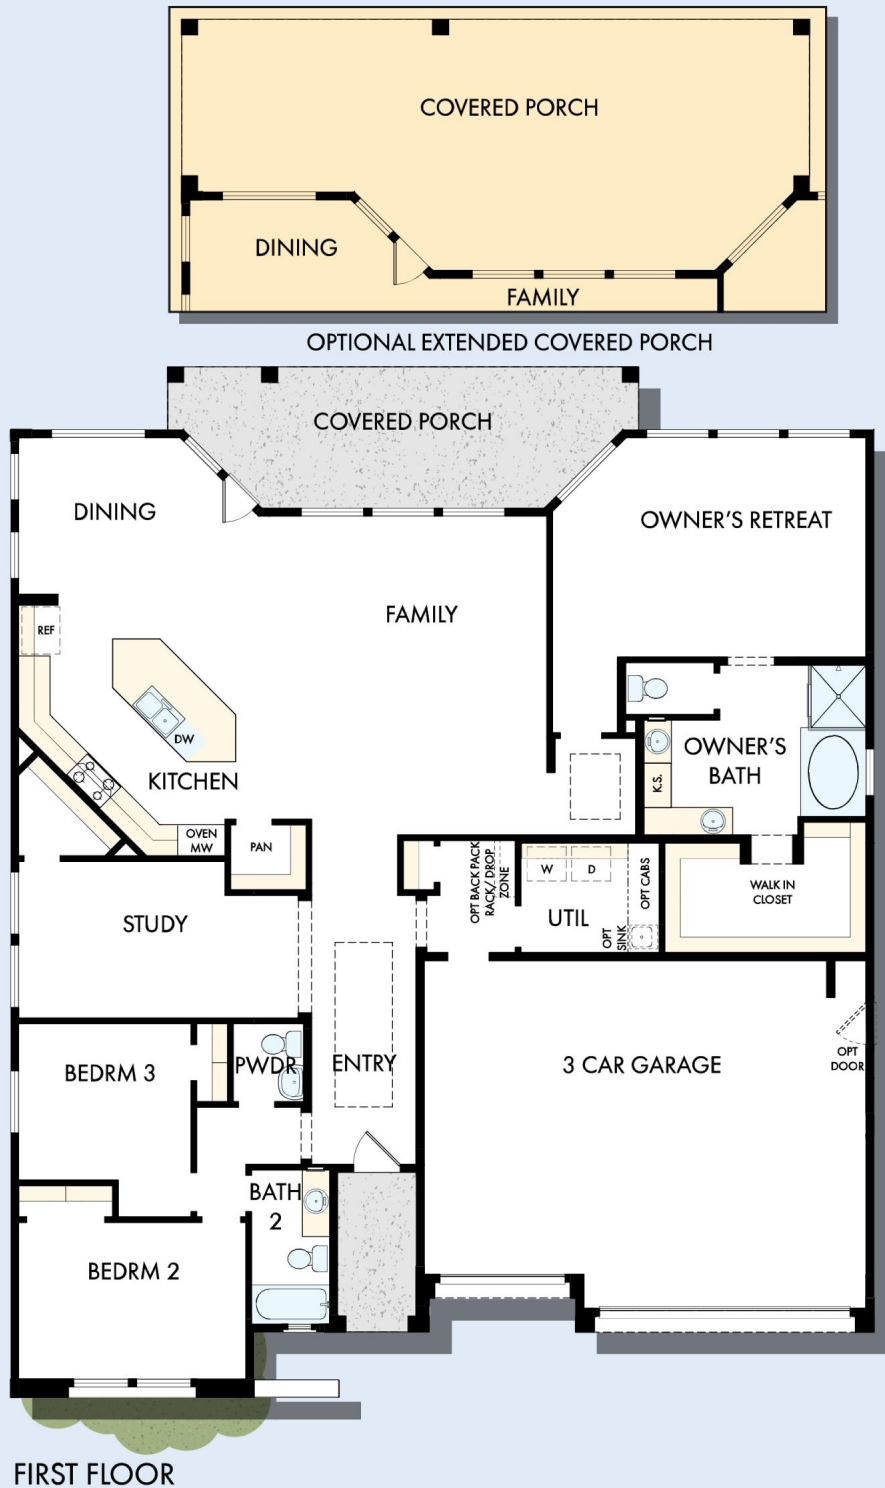 COVERED PORCH
DINING
FAMILY
OPTIONAL EXTENDED COVERED PORCH
COVERED PORCH
DINING
OWNER'S RETREAT
FAMILY
REF
DW
KITCHEN
OWNER'S
BATH
K.S.
OVEN
MW
PAN
OPT BACK PACK
RACK/ DROP
ZONE
W
D
OPT CABS
WALK IN
CLOSET
STUDY
UTIL
OPT
SINK
BEDRM 3
PWDR
ENTRY
3 CAR GARAGE
OPT
DOOR
BATH
2
BEDRM 2
FIRST FLOOR